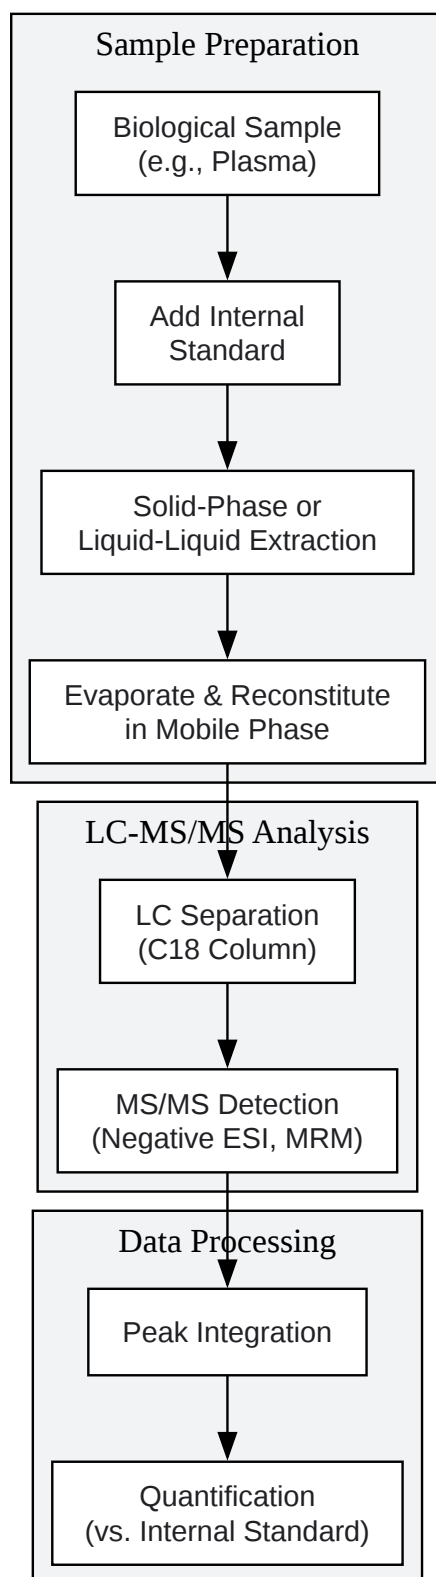 Sample Preparation
Biological Sample
(e.g., Plasma)
Add Internal
Standard
Solid-Phase or
Liquid-Liquid Extraction
Evaporate & Reconstitute
in Mobile Phase
LC-MS/MS Analysis
LC Separation
(C18 Column)
MS/MS Detection
(Negative ESI, MRM)
Data Processing
Peak Integration
Quantification
(vs. Internal Standard)